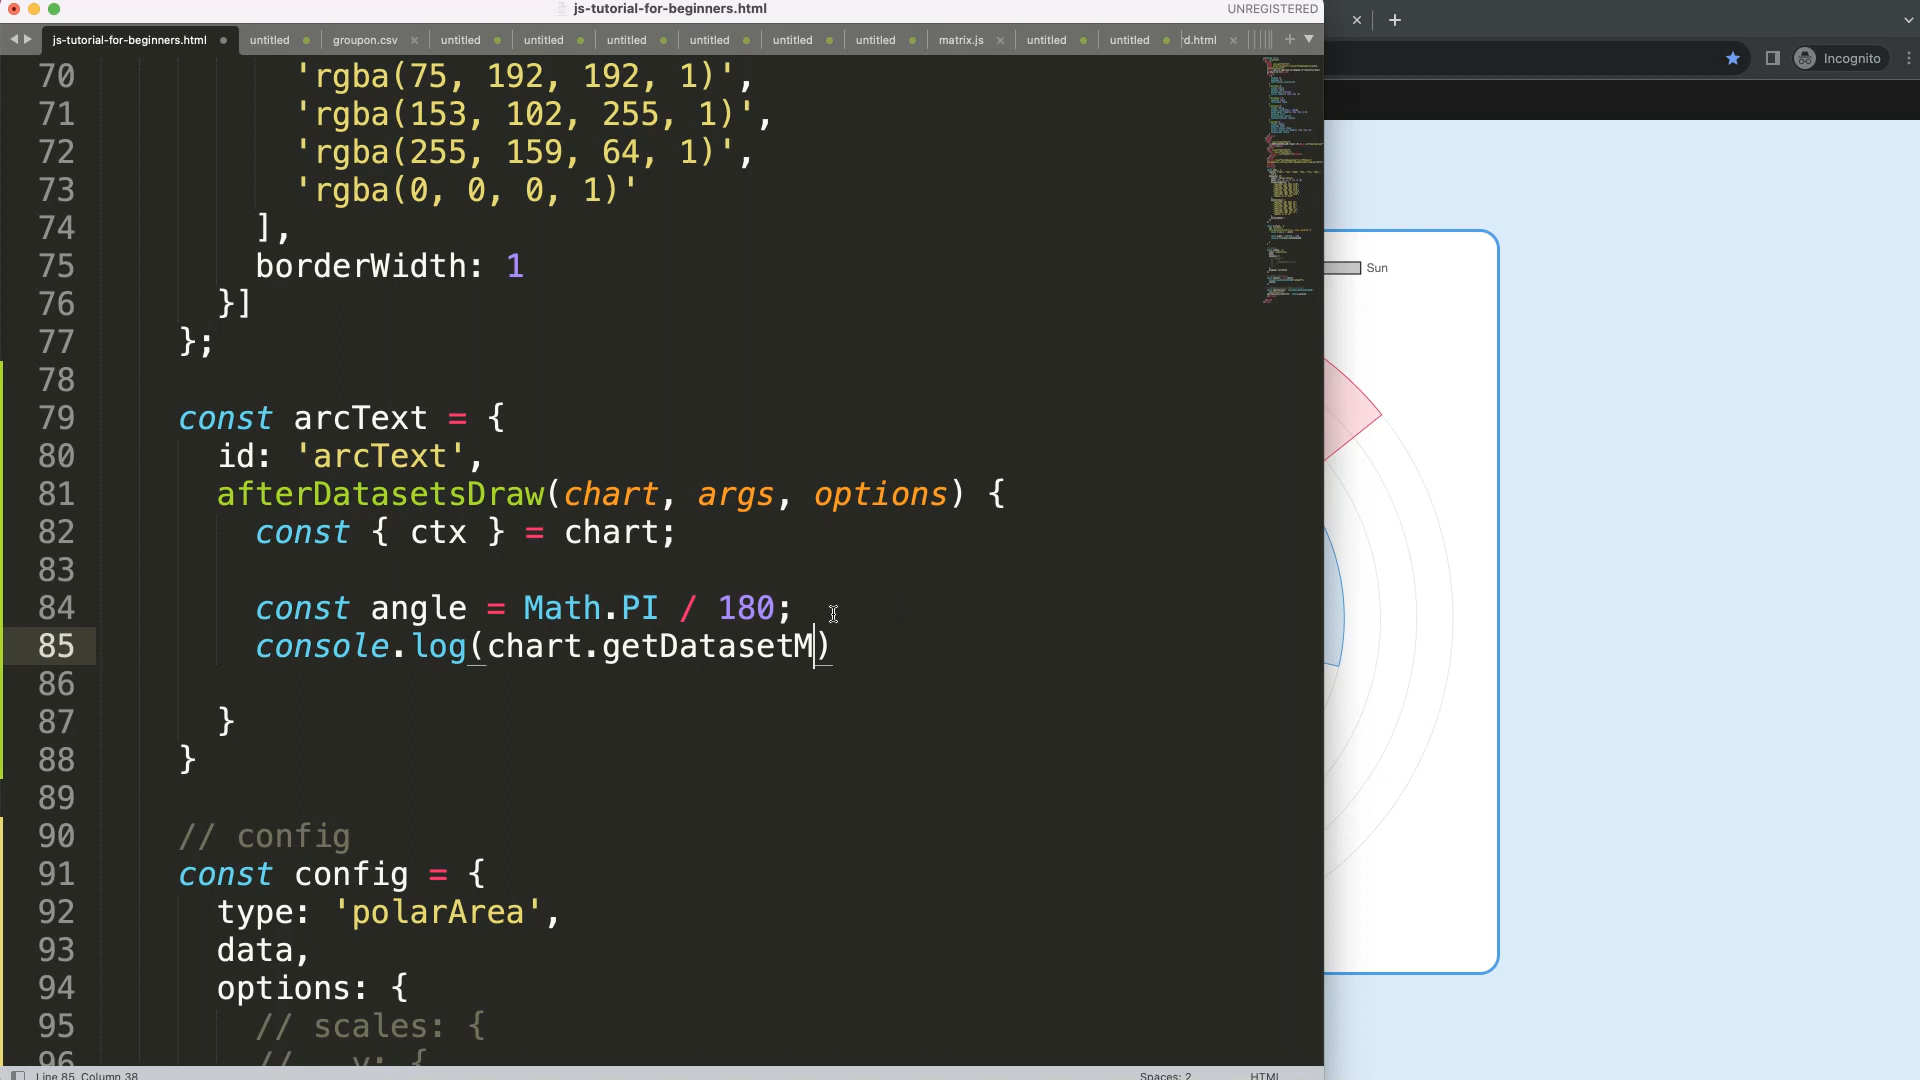 js-tutorial-for-beginners.html
UNREGISTERED
js-tutorial-for-beginners.html untitled groupon.csv untitled untitled untitled untitled untitled untitled matrix.js untitled untitled rd.html
Incognito
70 'rgba(75, 192, 192, 1)',
71 'rgba(153, 102, 255, 1)',
72 'rgba(255, 159, 64, 1)',
73 'rgba(0, 0, 0, 1)'
74 ],
75 borderWidth: 1
76 }]
77 };
78
79 const arcText = {
80 id: 'arcText',
81 afterDatasetsDraw(chart, args, options) {
82 const { ctx } = chart;
83
84 const angle = Math.PI / 180;
85 console.log(chart.getDatasetM)
86
87 }
88 }
89
90 // config
91 const config = {
92 type: 'polarArea',
93 data,
94 options: {
95 // scales: {
96 // y: {
Sun
Line 85, Column 38
Spaces: 2
HTML